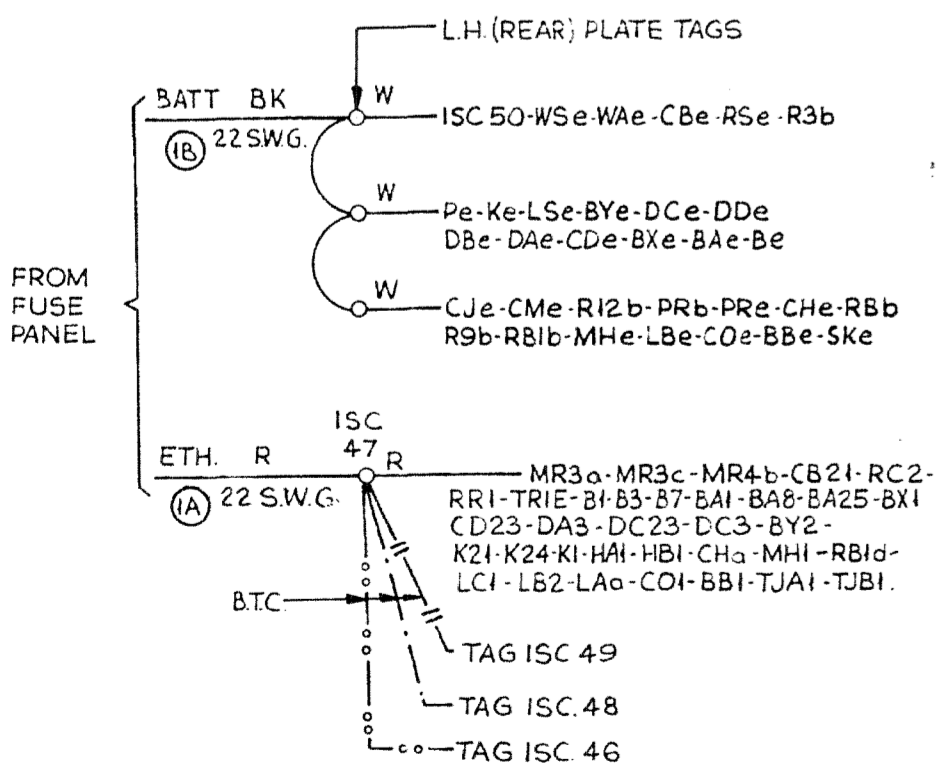 L.H. (REAR) PLATE TAGS
BATT BK
W
1B 22 S.W.G.
ISC 50-WSe-WAe-CBe-RSe-R3b
W
Pe-Ke-LSe-BYe-DCe-DDe
DBe-DAe-CDe-BXe-BAe-Be
FROM
FUSE
PANEL
W
CJe-CMe-R12b-PRb-PRe-CHe-RBb
R9b-RB1b-MHe-LBe-COe-BBe-SKe
ISC
47
ETH. R
R
1A 22 S.W.G.
MR3a-MR3c-MR4b-CB21-RC2-
RR1-TR1E-B1-B3-B7-BA1-BA8-BA25-BX1
CD23-DA3-DC23-DC3-BY2-
K21-K24-K1-HA1-HB1-CHa-MH1-RB1d-
LC1-LB2-LAa-CO1-BB1-TJA1-TJB1.
B.T.C.
TAG ISC 49
TAG ISC. 48
TAG ISC. 46